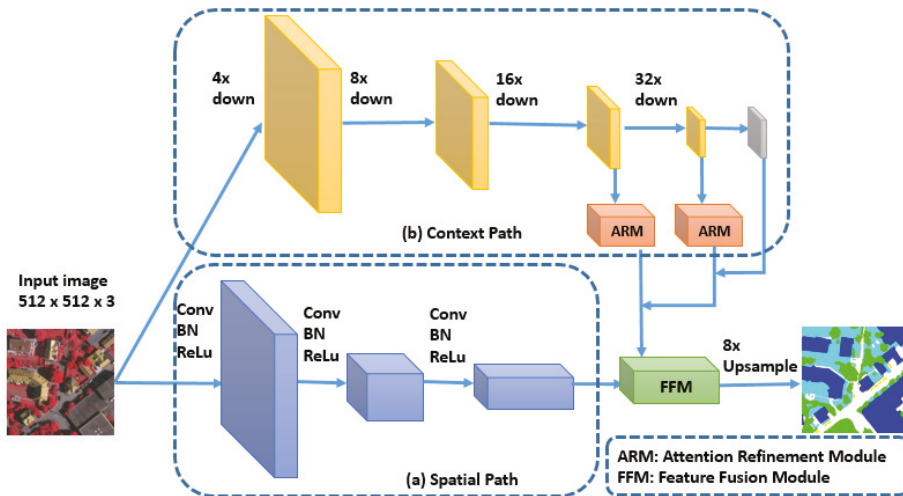 4x
down
8x
down
16x
down
32x
down
ARM
ARM
(b) Context Path
Input image
512 x 512 x 3
Conv
BN
ReLu
Conv
BN
ReLu
Conv
BN
ReLu
FFM
8x
Upsample
(a) Spatial Path
ARM: Attention Refinement Module
FFM: Feature Fusion Module